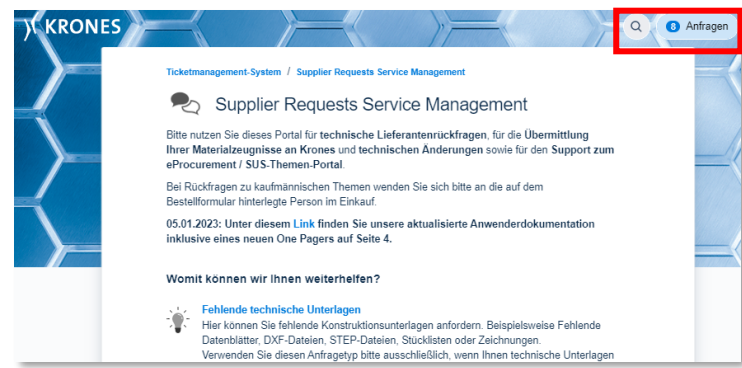 KRONES
8 Anfragen
Ticketmanagement-System / Supplier Requests Service Management
Supplier Requests Service Management
Bitte nutzen Sie dieses Portal für technische Lieferantenrückfragen, für die Übermittlung
Ihrer Materialzeugnisse an Krones und technischen Änderungen sowie für den Support zum
eProcurement / SUS-Themen-Portal.
Bei Rückfragen zu kaufmännischen Themen wenden Sie sich bitte an die auf dem
Bestellformular hinterlegte Person im Einkauf.
05.01.2023: Unter diesem Link finden Sie unsere aktualisierte Anwenderdokumentation
inklusive eines neuen One Pagers auf Seite 4.
Womit können wir Ihnen weiterhelfen?
Fehlende technische Unterlagen
Hier können Sie fehlende Konstruktionsunterlagen anfordern. Beispielsweise Fehlende
Datenblätter, DXF-Dateien, STEP-Dateien, Stücklisten oder Zeichnungen.
Verwenden Sie diesen Anfragetyp bitte ausschließlich, wenn Ihnen technische Unterlagen